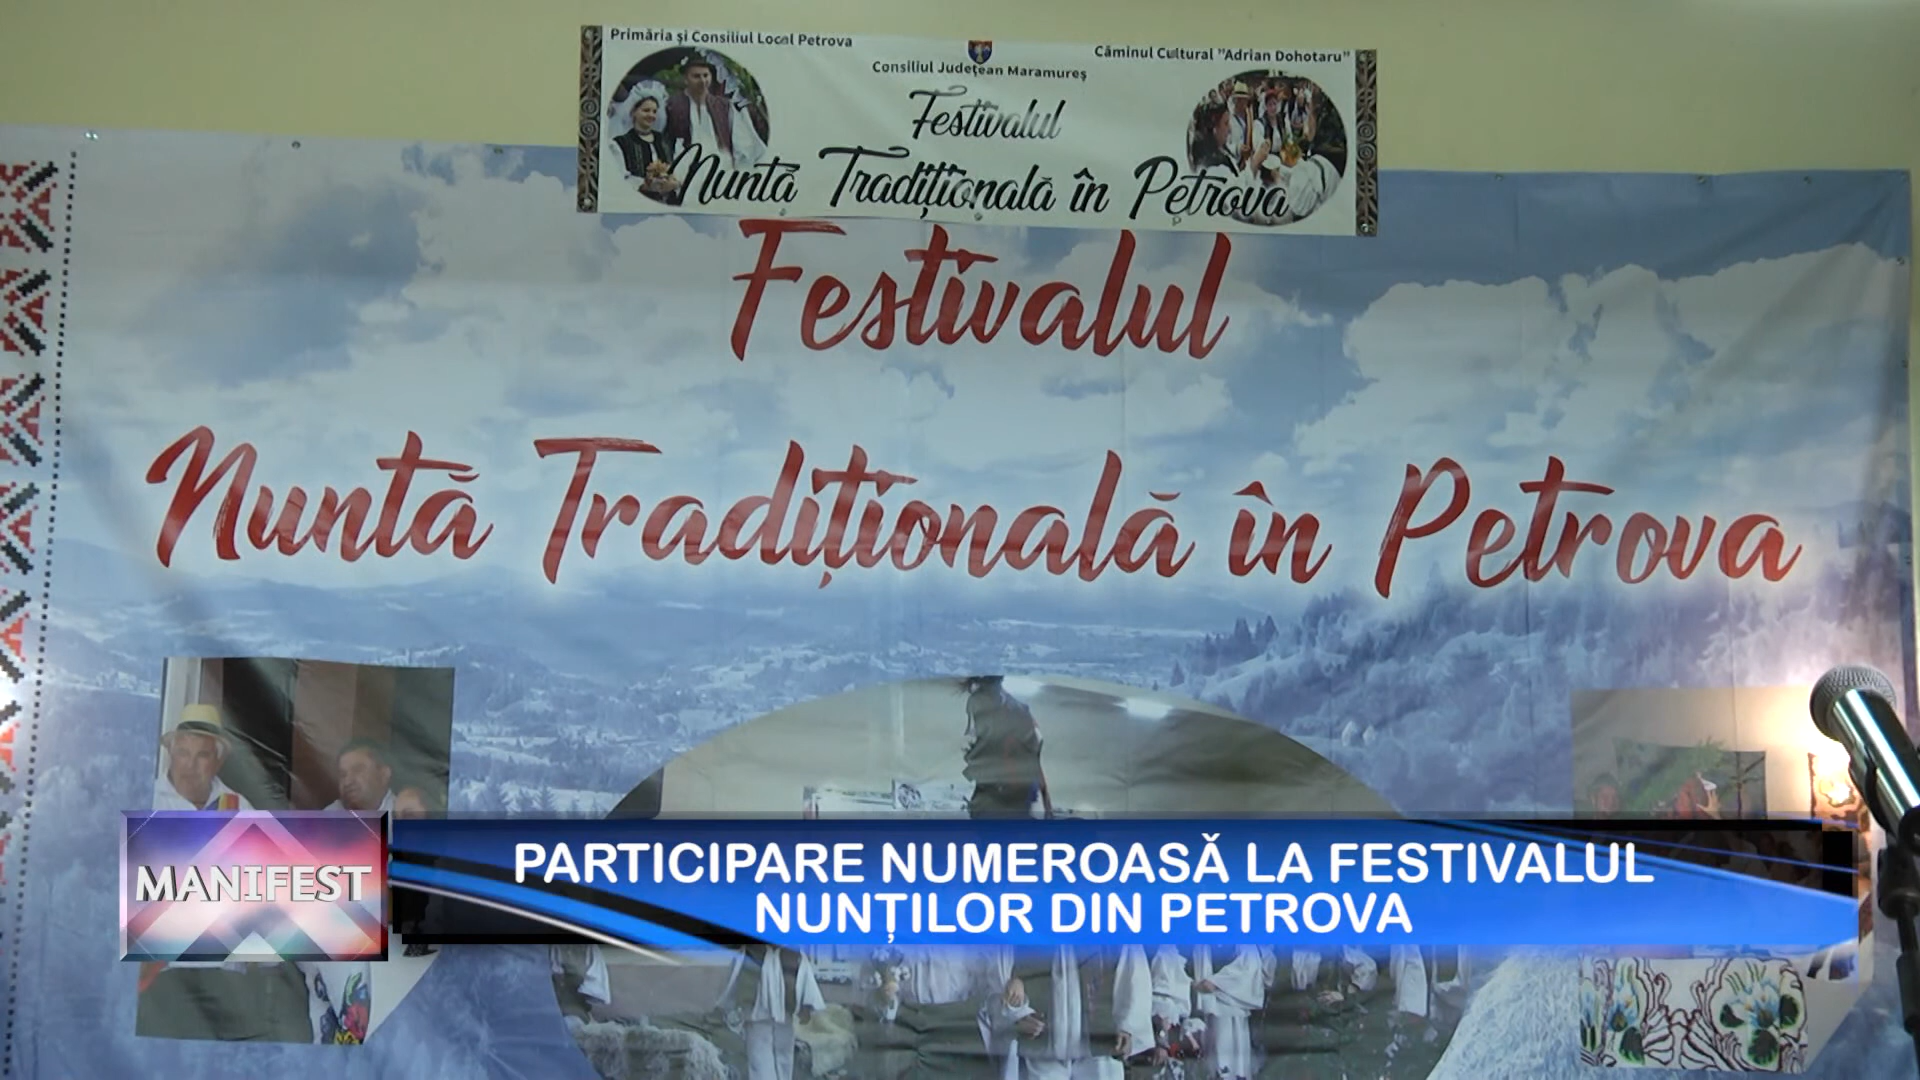 Primăria și Consiliul Local Petrova
Consiliul Județean Maramureș
Căminul Cultural "Adrian Dohotaru"
Festivalul
Nuntă Tradițională în Petrova
Festivalul
Nuntă Tradițională în Petrova
MANIFEST
PARTICIPARE NUMEROASĂ LA FESTIVALUL
NUNȚILOR DIN PETROVA